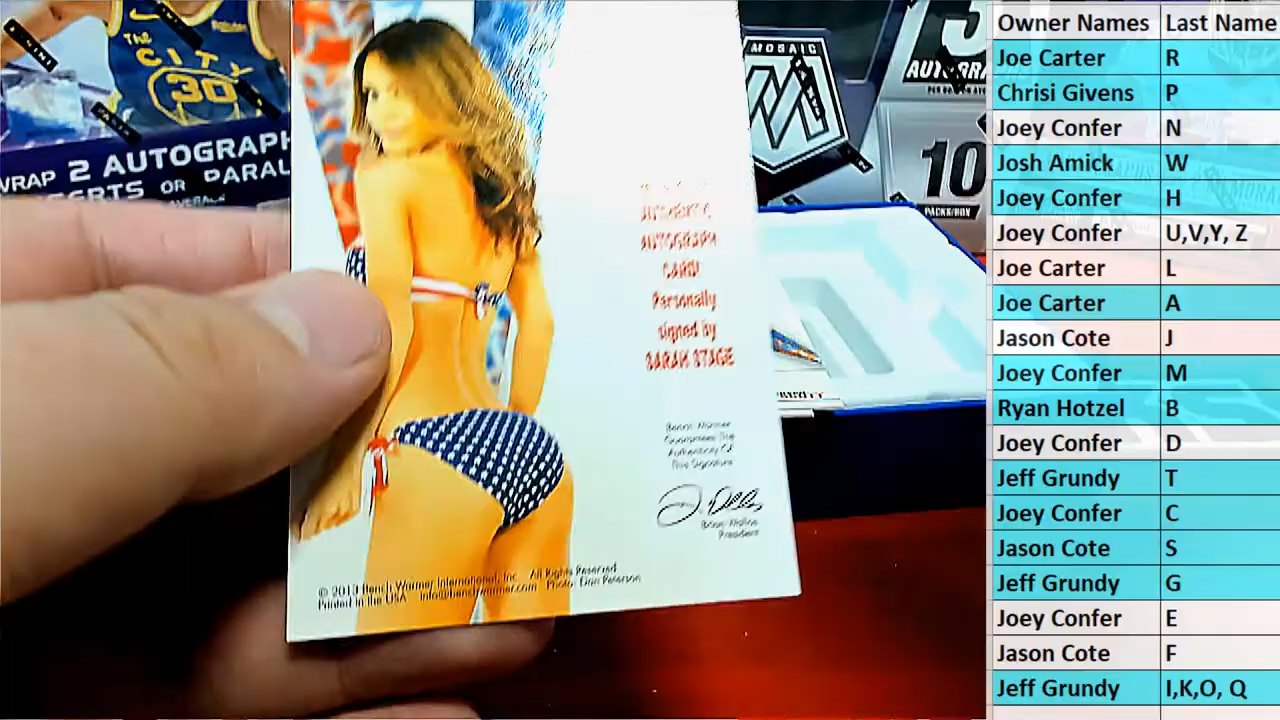 The
CITY
30
WRAP 2 AUTOGRAPH
OR PARAL
MOSAIC
10
PACKS/BOX
AUTHENTIC
AUTOGRAPH
CARD!
Personally
signed by
SARAH STAGE
Bench Warmer
Guarantees The
Authenticity Of
This Signature
Brian Wallos
President
© 2013 Bench Warmer International, Inc. All Rights Reserved
Printed in the USA info@benchwarmer.com Photo: Don Peterson
Owner Names Last Name
Joe Carter R
Chrisi Givens P
Joey Confer N
Josh Amick W
Joey Confer H
Joey Confer U,V,Y, Z
Joe Carter L
Joe Carter A
Jason Cote J
Joey Confer M
Ryan Hotzel B
Joey Confer D
Jeff Grundy T
Joey Confer C
Jason Cote S
Jeff Grundy G
Joey Confer E
Jason Cote F
Jeff Grundy I,K,O, Q